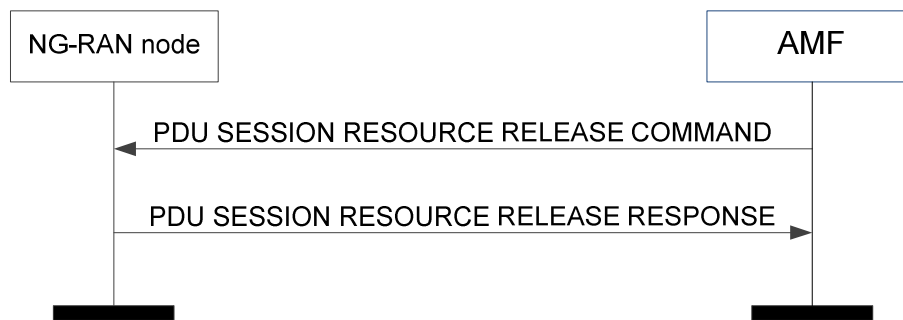 NG-RAN node
AMF
PDU SESSION RESOURCE RELEASE COMMAND
PDU SESSION RESOURCE RELEASE RESPONSE